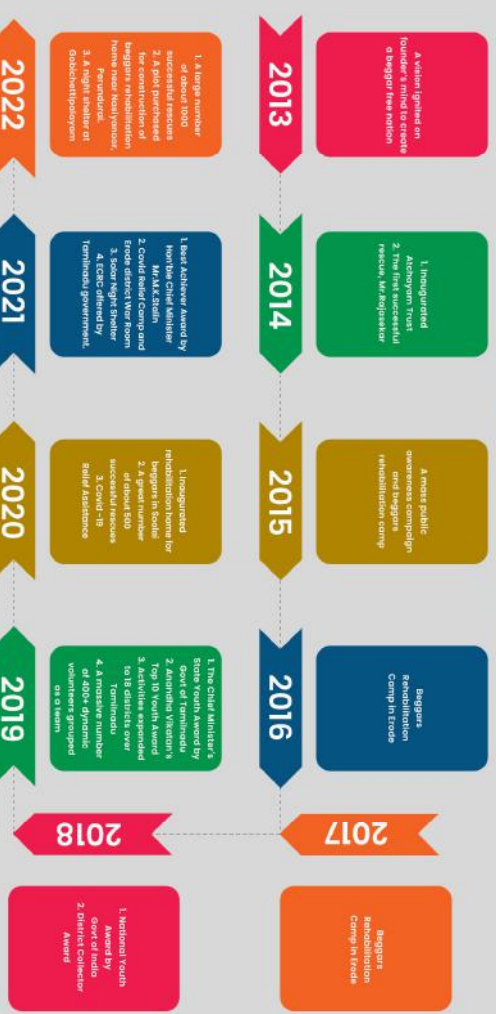 2013
A vision ignited on
founder's mind to create
a beggar free nation
2014
1. Inaugurated
Atchayam Trust
2. The first successful
rescue, Mr.Rajasekar
2015
A mass public
awareness campaign
and beggars
rehabilitation camp
2016
Beggars
Rehabilitation
Camp in Erode
2017
Beggars
Rehabilitation
Camp in Erode
2018
1. National Youth
Award by
Govt of India
2. District Collector
Award
2019
1. The Chief Minister's
State Youth Award by
Govt of Tamilnadu
2. Anandha Vikatan's
Top 10 Youth Award
3. Activities expanded
to 18 districts over
Tamilnadu
4. A massive number
of 400+ dynamic
volunteers grouped
as a team
2020
1. Inaugurated
rehabilitation home for
beggars in Soolai
2. A great number
of about 500
successful rescues
3. Covid -19
Relief Assistance
2021
1. Best Achiever Award by
Hon'ble Chief Minister
Mr.M.K.Stalin
2. Covid Relief Camp and
Erode district War Room
3. Solar Night Shelter
4. ECRC offered by
Tamilnadu government.
2022
1. A large number
of about 1000
successful rescues
2. A plot purchased
for construction of
beggars rehabilitation
home near Nasiyanoor,
Perundurai.
3. A night shelter at
Gobichettipalayam